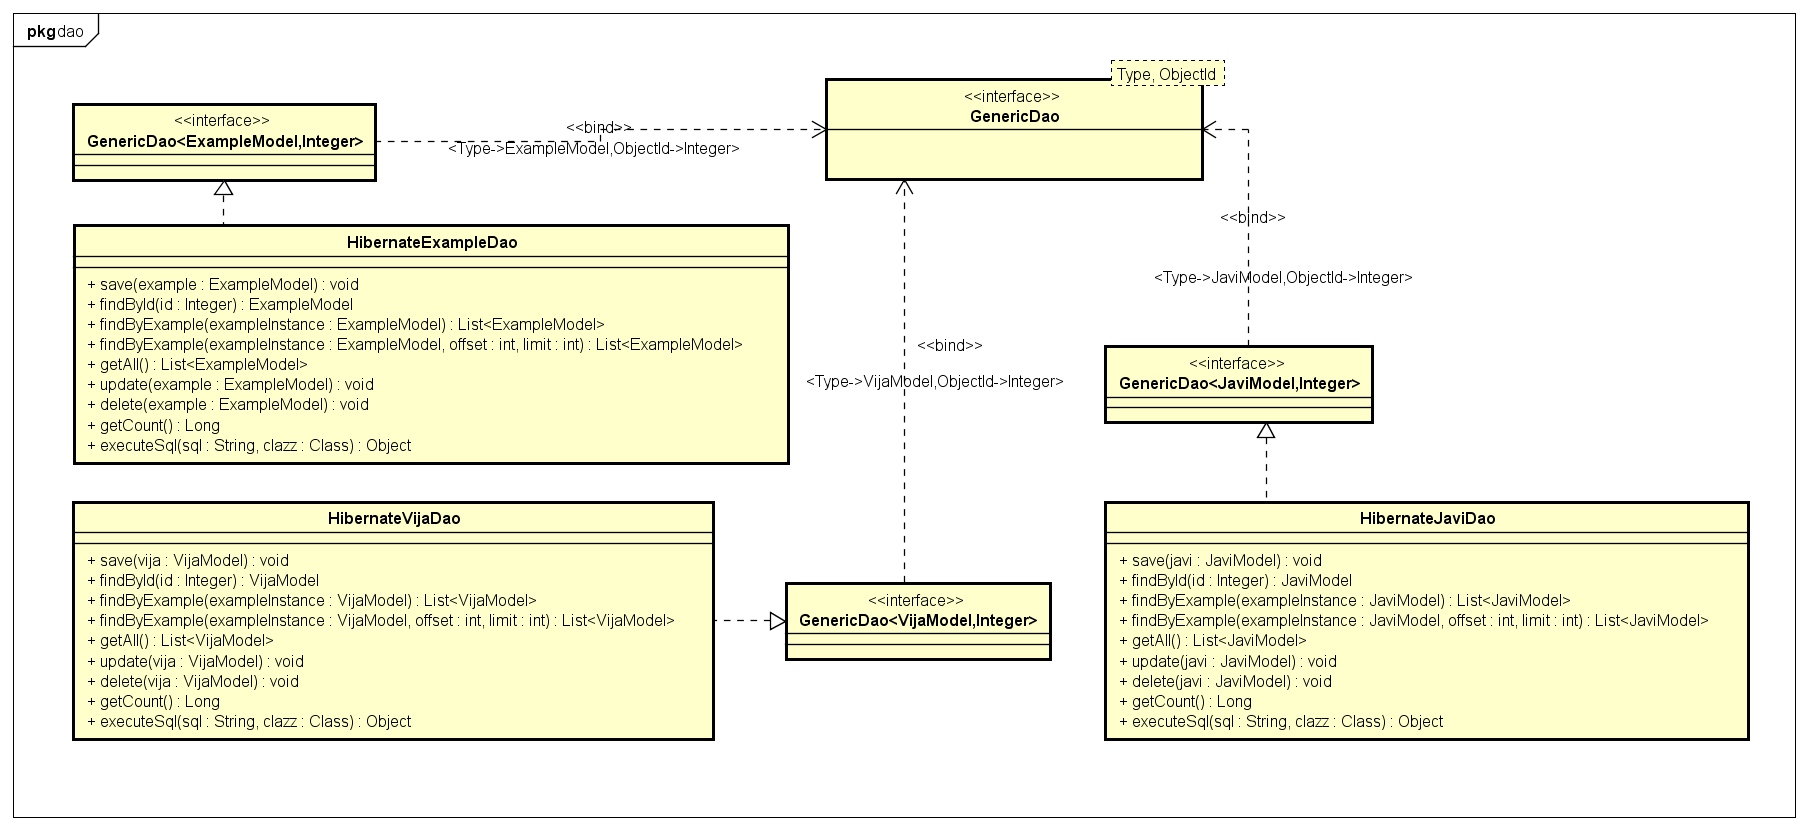 pkg dao
Type, ObjectId
<<interface>>
GenericDao
<<interface>>
GenericDao<ExampleModel,Integer>
<<bind>>
<Type->ExampleModel,ObjectId->Integer>
<<bind>>
<Type->JaviModel,ObjectId->Integer>
HibernateExampleDao
+ save(example : ExampleModel) : void
+ findById(id : Integer) : ExampleModel
+ findByExample(exampleInstance : ExampleModel) : List<ExampleModel>
+ findByExample(exampleInstance : ExampleModel, offset : int, limit : int) : List<ExampleModel>
+ getAll() : List<ExampleModel>
+ update(example : ExampleModel) : void
+ delete(example : ExampleModel) : void
+ getCount() : Long
+ executeSql(sql : String, clazz : Class) : Object
<<bind>>
<Type->VijaModel,ObjectId->Integer>
<<interface>>
GenericDao<JaviModel,Integer>
HibernateVijaDao
+ save(vija : VijaModel) : void
+ findById(id : Integer) : VijaModel
+ findByExample(exampleInstance : VijaModel) : List<VijaModel>
+ findByExample(exampleInstance : VijaModel, offset : int, limit : int) : List<VijaModel>
+ getAll() : List<VijaModel>
+ update(vija : VijaModel) : void
+ delete(vija : VijaModel) : void
+ getCount() : Long
+ executeSql(sql : String, clazz : Class) : Object
<<interface>>
GenericDao<VijaModel,Integer>
HibernateJaviDao
+ save(javi : JaviModel) : void
+ findById(id : Integer) : JaviModel
+ findByExample(exampleInstance : JaviModel) : List<JaviModel>
+ findByExample(exampleInstance : JaviModel, offset : int, limit : int) : List<JaviModel>
+ getAll() : List<JaviModel>
+ update(javi : JaviModel) : void
+ delete(javi : JaviModel) : void
+ getCount() : Long
+ executeSql(sql : String, clazz : Class) : Object